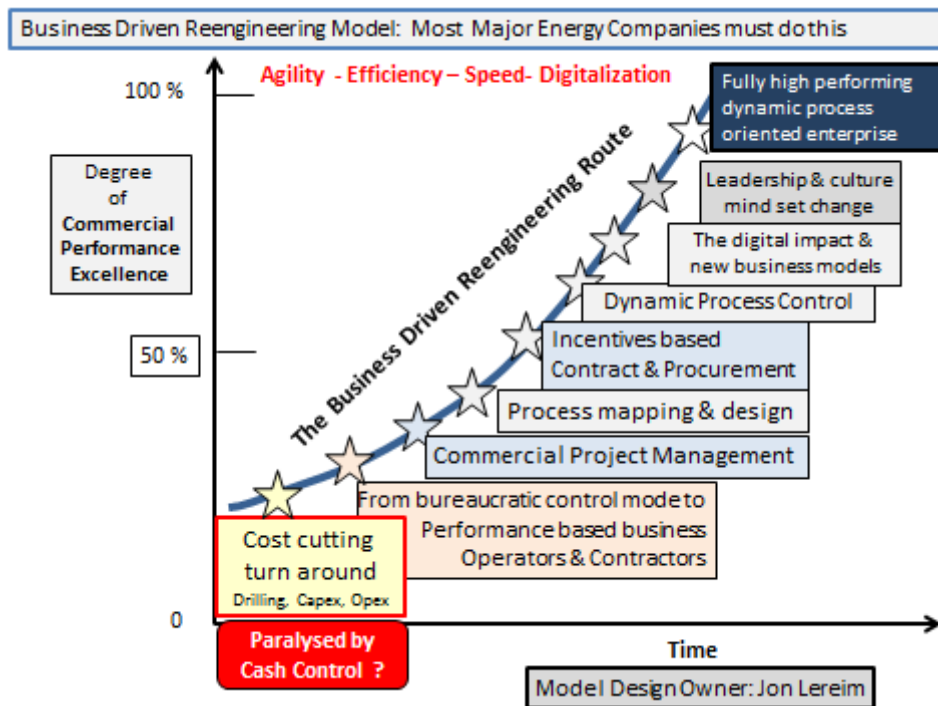 Business Driven Reengineering Model: Most Major Energy Companies must do this
Agility - Efficiency – Speed- Digitalization
100 %
Fully high performing
dynamic process
oriented enterprise
Degree
of
Commercial
Performance
Excellence
The Business Driven Reengineering Route
Leadership & culture
mind set change
The digital impact &
new business models
Dynamic Process Control
50 %
Incentives based
Contract & Procurement
Process mapping & design
Commercial Project Management
From bureaucratic control mode to
Performance based business
Operators & Contractors
Cost cutting
turn around
Drilling, Capex, Opex
0
Paralysed by
Cash Control ?
Time
Model Design Owner: Jon Lereim